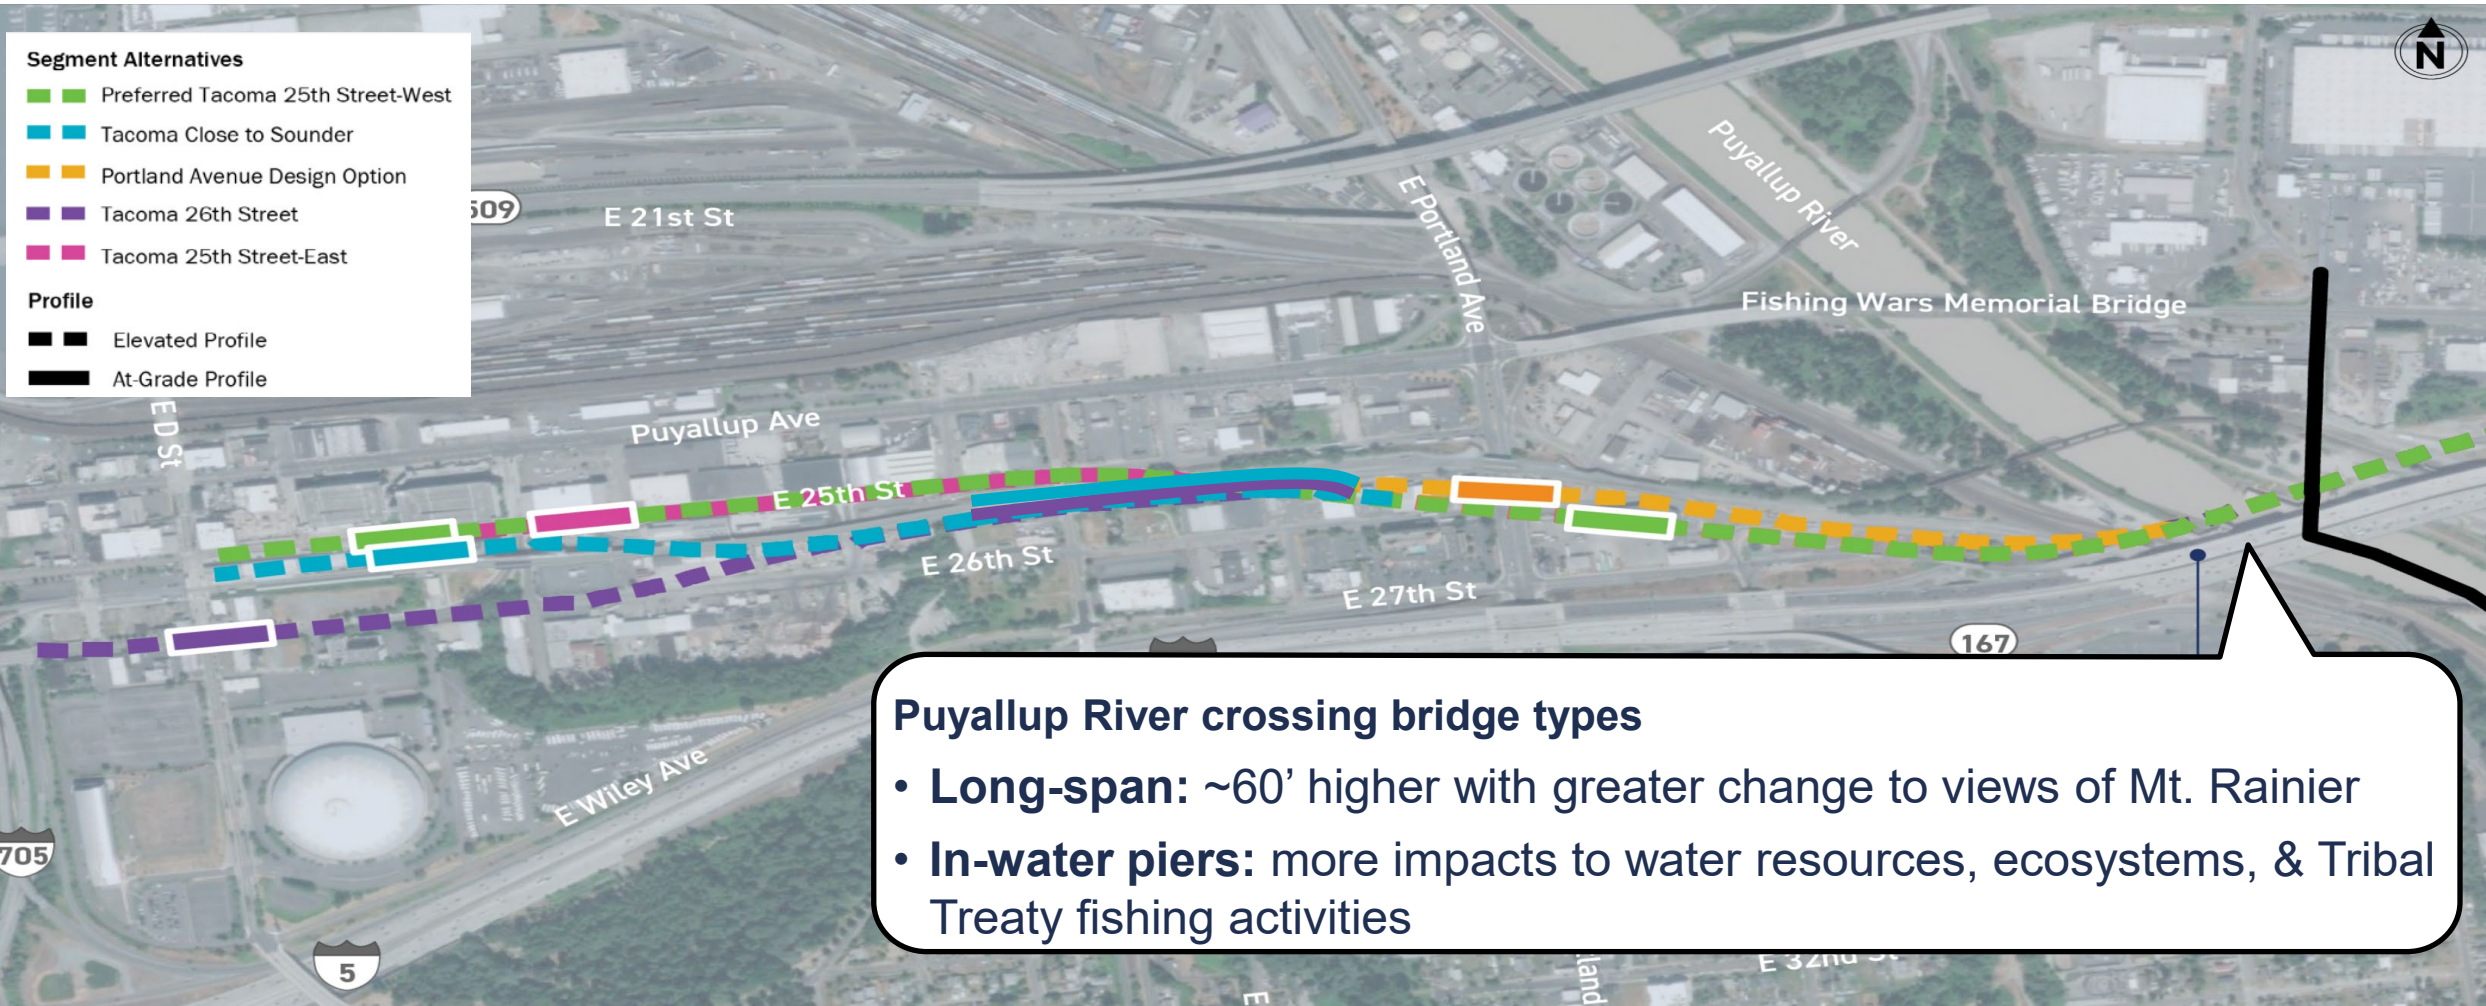 Segment Alternatives
Preferred Tacoma 25th Street-West
Tacoma Close to Sounder
Portland Avenue Design Option
Tacoma 26th Street
Tacoma 25th Street-East
Profile
Elevated Profile
At-Grade Profile
N
509
E 21st St
E Portland Ave
Puyallup River
Fishing Wars Memorial Bridge
E D St
Puyallup Ave
E 25th St
E 26th St
E 27th St
167
E Wiley Ave
705
5
Puyallup River crossing bridge types
• Long-span: ~60’ higher with greater change to views of Mt. Rainier
• In-water piers: more impacts to water resources, ecosystems, & Tribal
Treaty fishing activities
E 32nd St
land
E